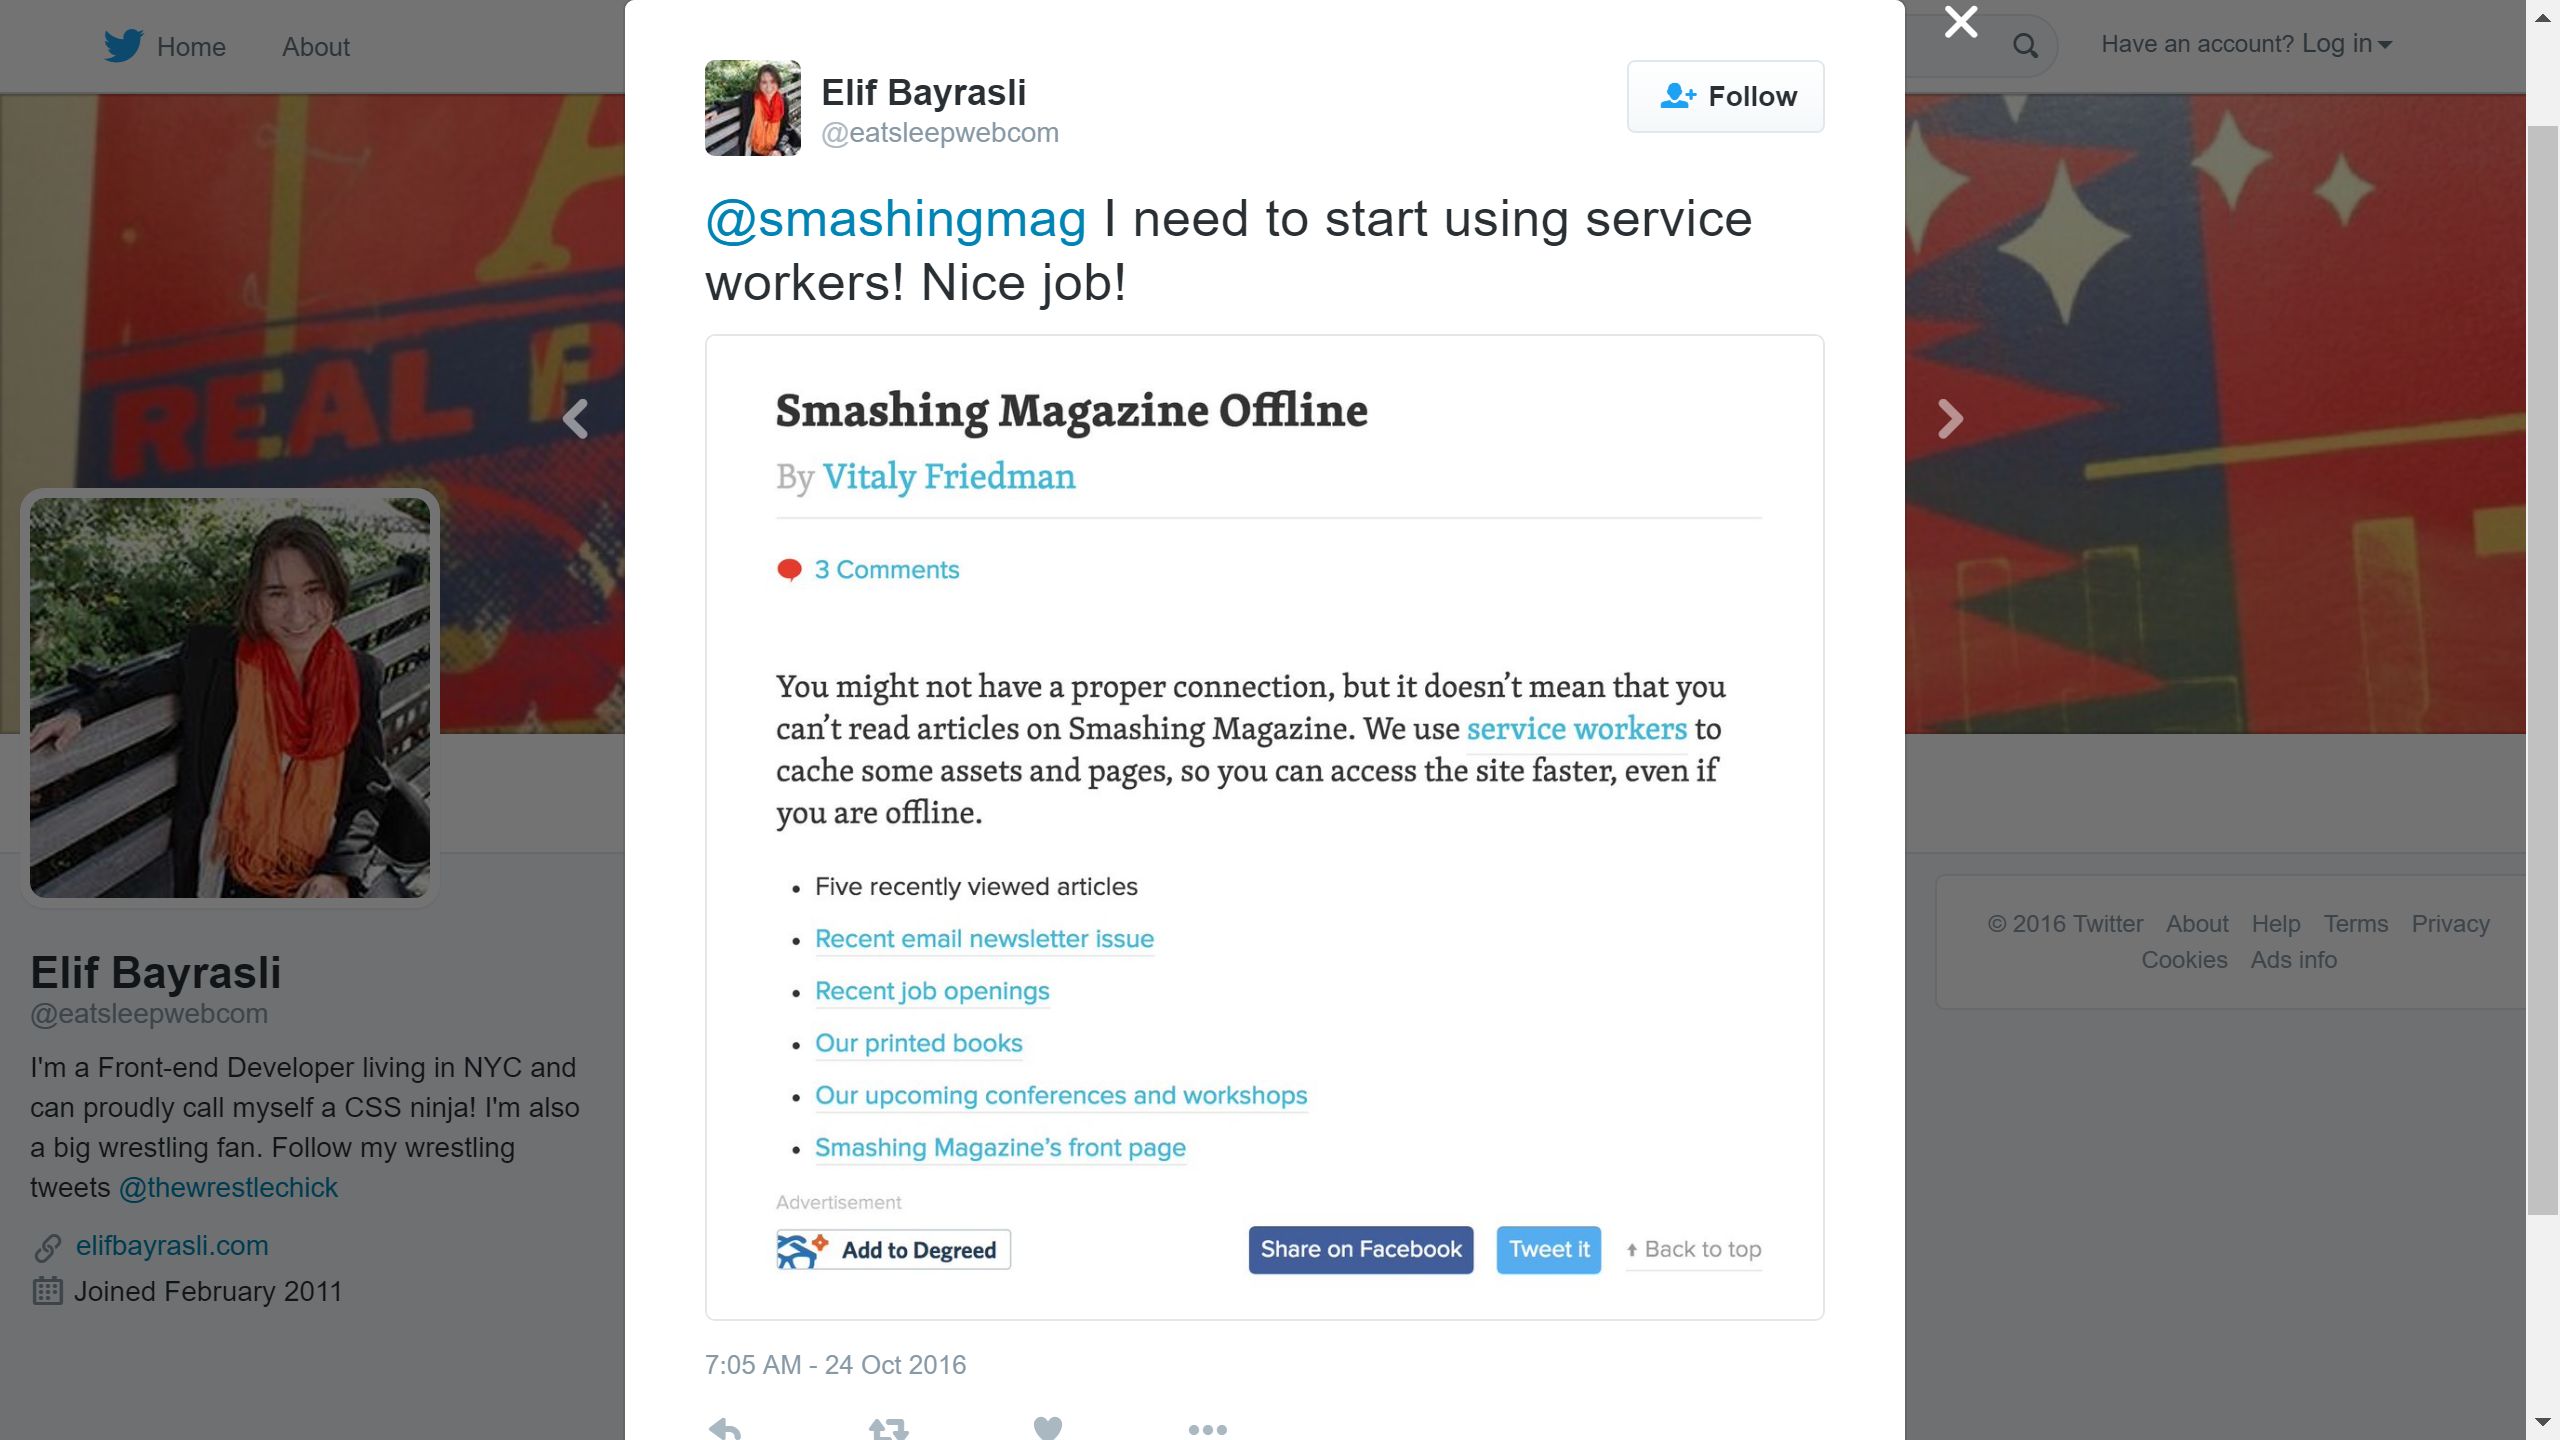 Home About
Have an account? Log in
REAL
Elif Bayrasli
@eatsleepwebcom
Follow
@smashingmag I need to start using service
workers! Nice job!
Smashing Magazine Offline
By Vitaly Friedman
3 Comments
You might not have a proper connection, but it doesn’t mean that you
can’t read articles on Smashing Magazine. We use service workers to
cache some assets and pages, so you can access the site faster, even if
you are offline.
• Five recently viewed articles
• Recent email newsletter issue
• Recent job openings
• Our printed books
• Our upcoming conferences and workshops
• Smashing Magazine’s front page
Advertisement
Add to Degreed
Share on Facebook
Tweet it
Back to top
7:05 AM - 24 Oct 2016
Elif Bayrasli
@eatsleepwebcom
I'm a Front-end Developer living in NYC and
can proudly call myself a CSS ninja! I'm also
a big wrestling fan. Follow my wrestling
tweets @thewrestlechick
elifbayrasli.com
Joined February 2011
© 2016 Twitter About Help Terms Privacy
Cookies Ads info